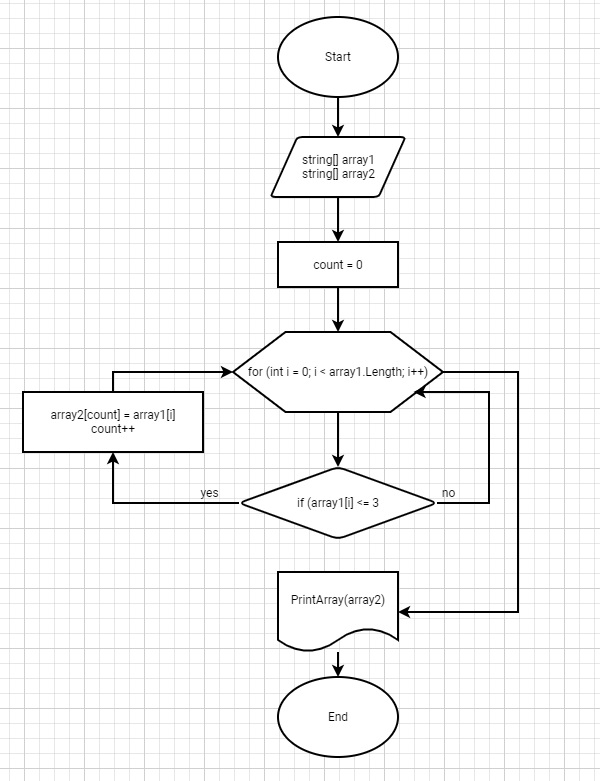 Start
string[] array1
string[] array2
count = 0
for (int i = 0; i < array1.Length; i++)
array2[count] = array1[i]
count++
yes
if (array1[i] <= 3
no
PrintArray(array2)
End